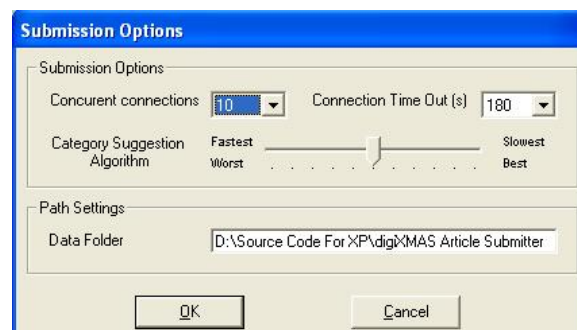 Submission Options
Submission Options
Concurent connections 10 Connection Time Out (s) 180
Category Suggestion Algorithm
Fastest Slowest
Worst Best
Path Settings
Data Folder D:\Source Code For XP\digiXMAS Article Submitter
OK Cancel